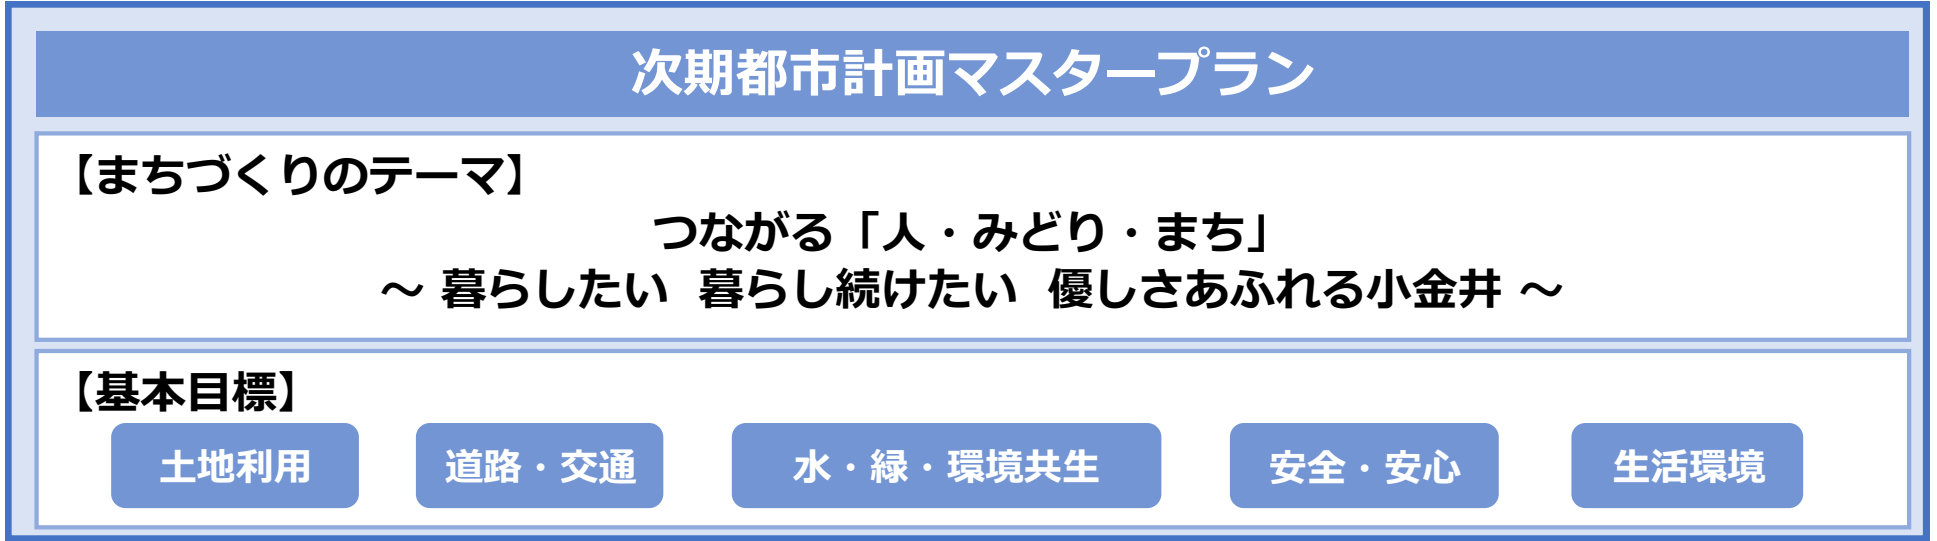 次期都市計画マスタープラン
【まちづくりのテーマ】
つながる「人・みどり・まち」
～ 暮らしたい 暮らし続けたい 優しさあふれる小金井 ～
【基本目標】
土地利用
道路・交通
水・緑・環境共生
安全・安心
生活環境